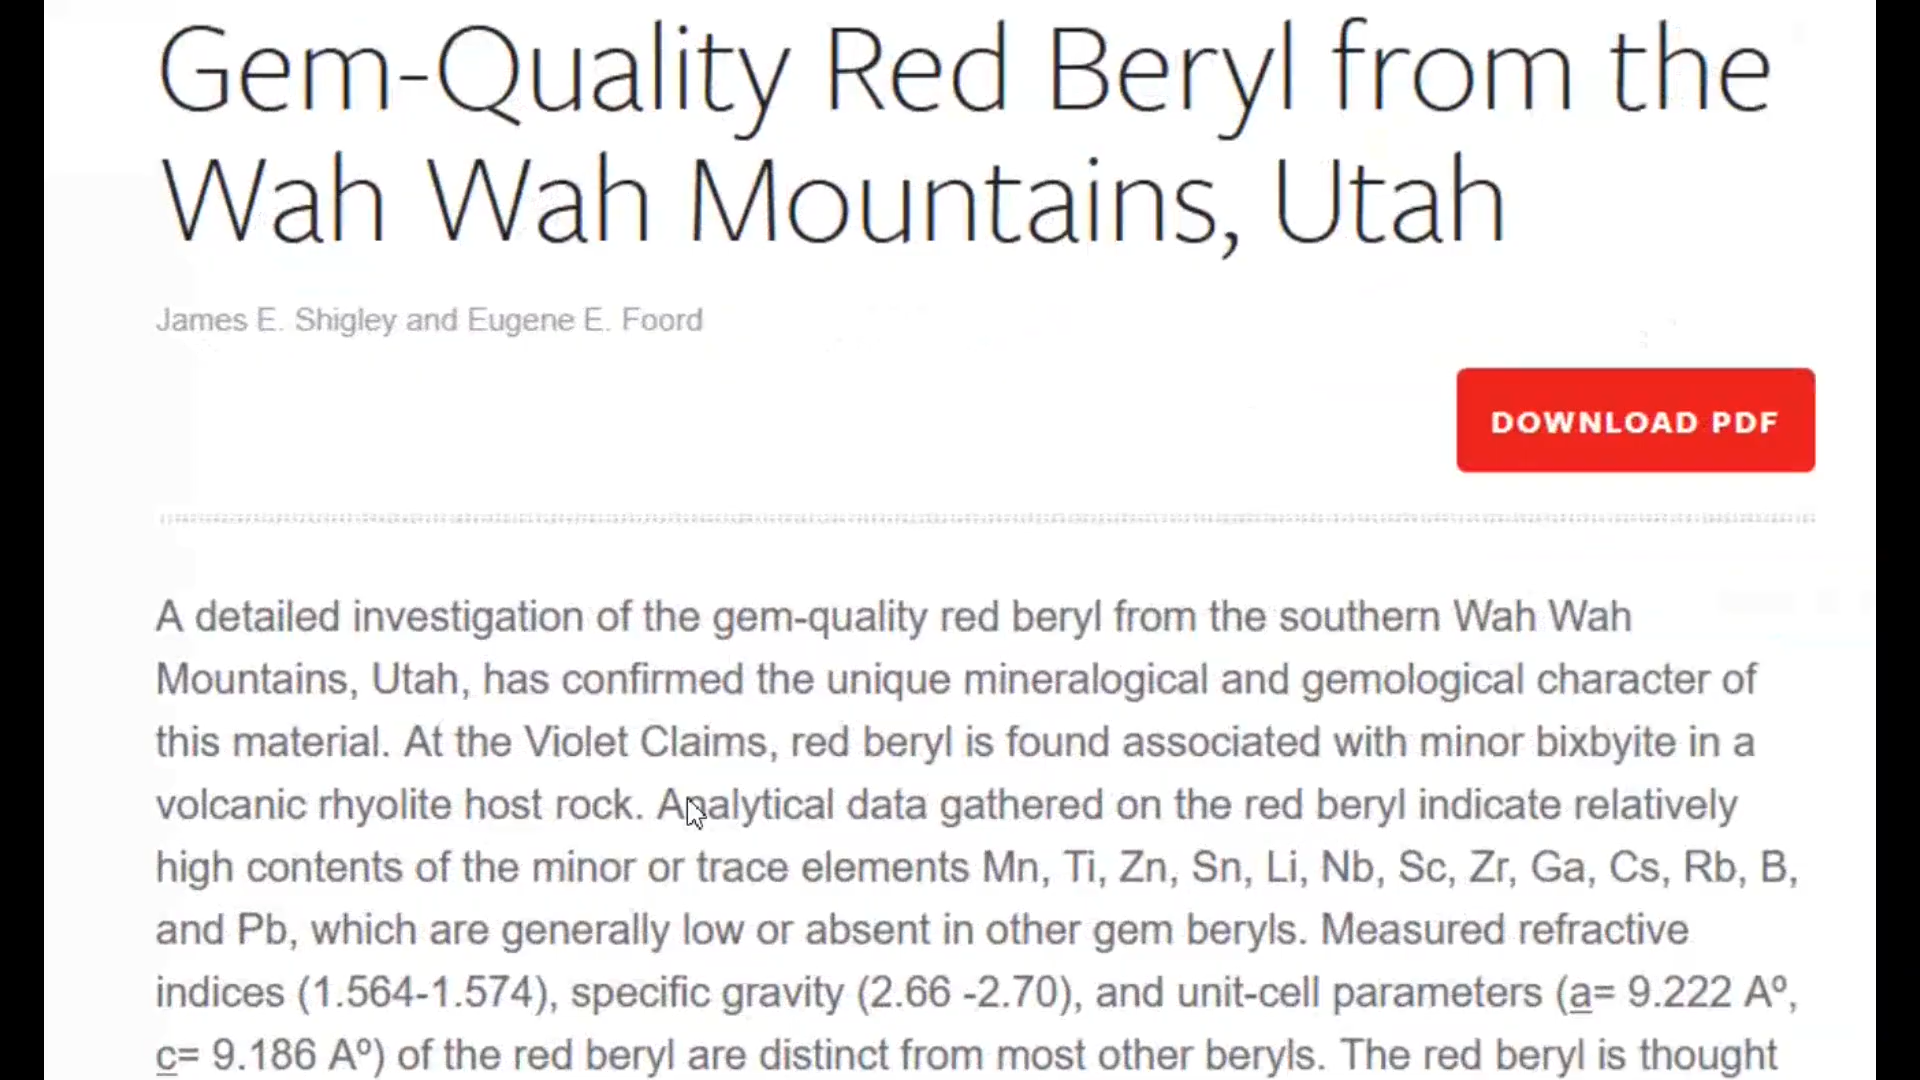 Gem-Quality Red Beryl from the
Wah Wah Mountains, Utah
James E. Shigley and Eugene E. Foord
DOWNLOAD PDF
A detailed investigation of the gem-quality red beryl from the southern Wah Wah
Mountains, Utah, has confirmed the unique mineralogical and gemological character of
this material. At the Violet Claims, red beryl is found associated with minor bixbyite in a
volcanic rhyolite host rock. Analytical data gathered on the red beryl indicate relatively
high contents of the minor or trace elements Mn, Ti, Zn, Sn, Li, Nb, Sc, Zr, Ga, Cs, Rb, B,
and Pb, which are generally low or absent in other gem beryls. Measured refractive
indices (1.564-1.574), specific gravity (2.66 -2.70), and unit-cell parameters (a= 9.222 Aº,
c= 9.186 Aº) of the red beryl are distinct from most other beryls. The red beryl is thought